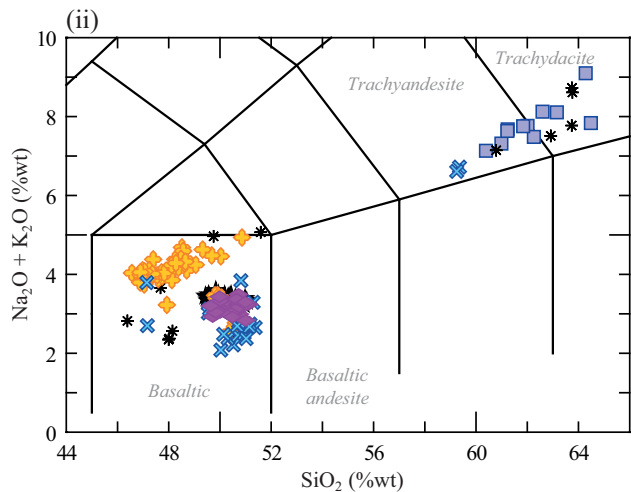 (ii)
10
8
6
4
2
0
Na₂O + K₂O (%wt)
Trachydacite
Trachyandesite
Basaltic
Basaltic
andesite
44 48 52 56 60 64
SiO₂ (%wt)